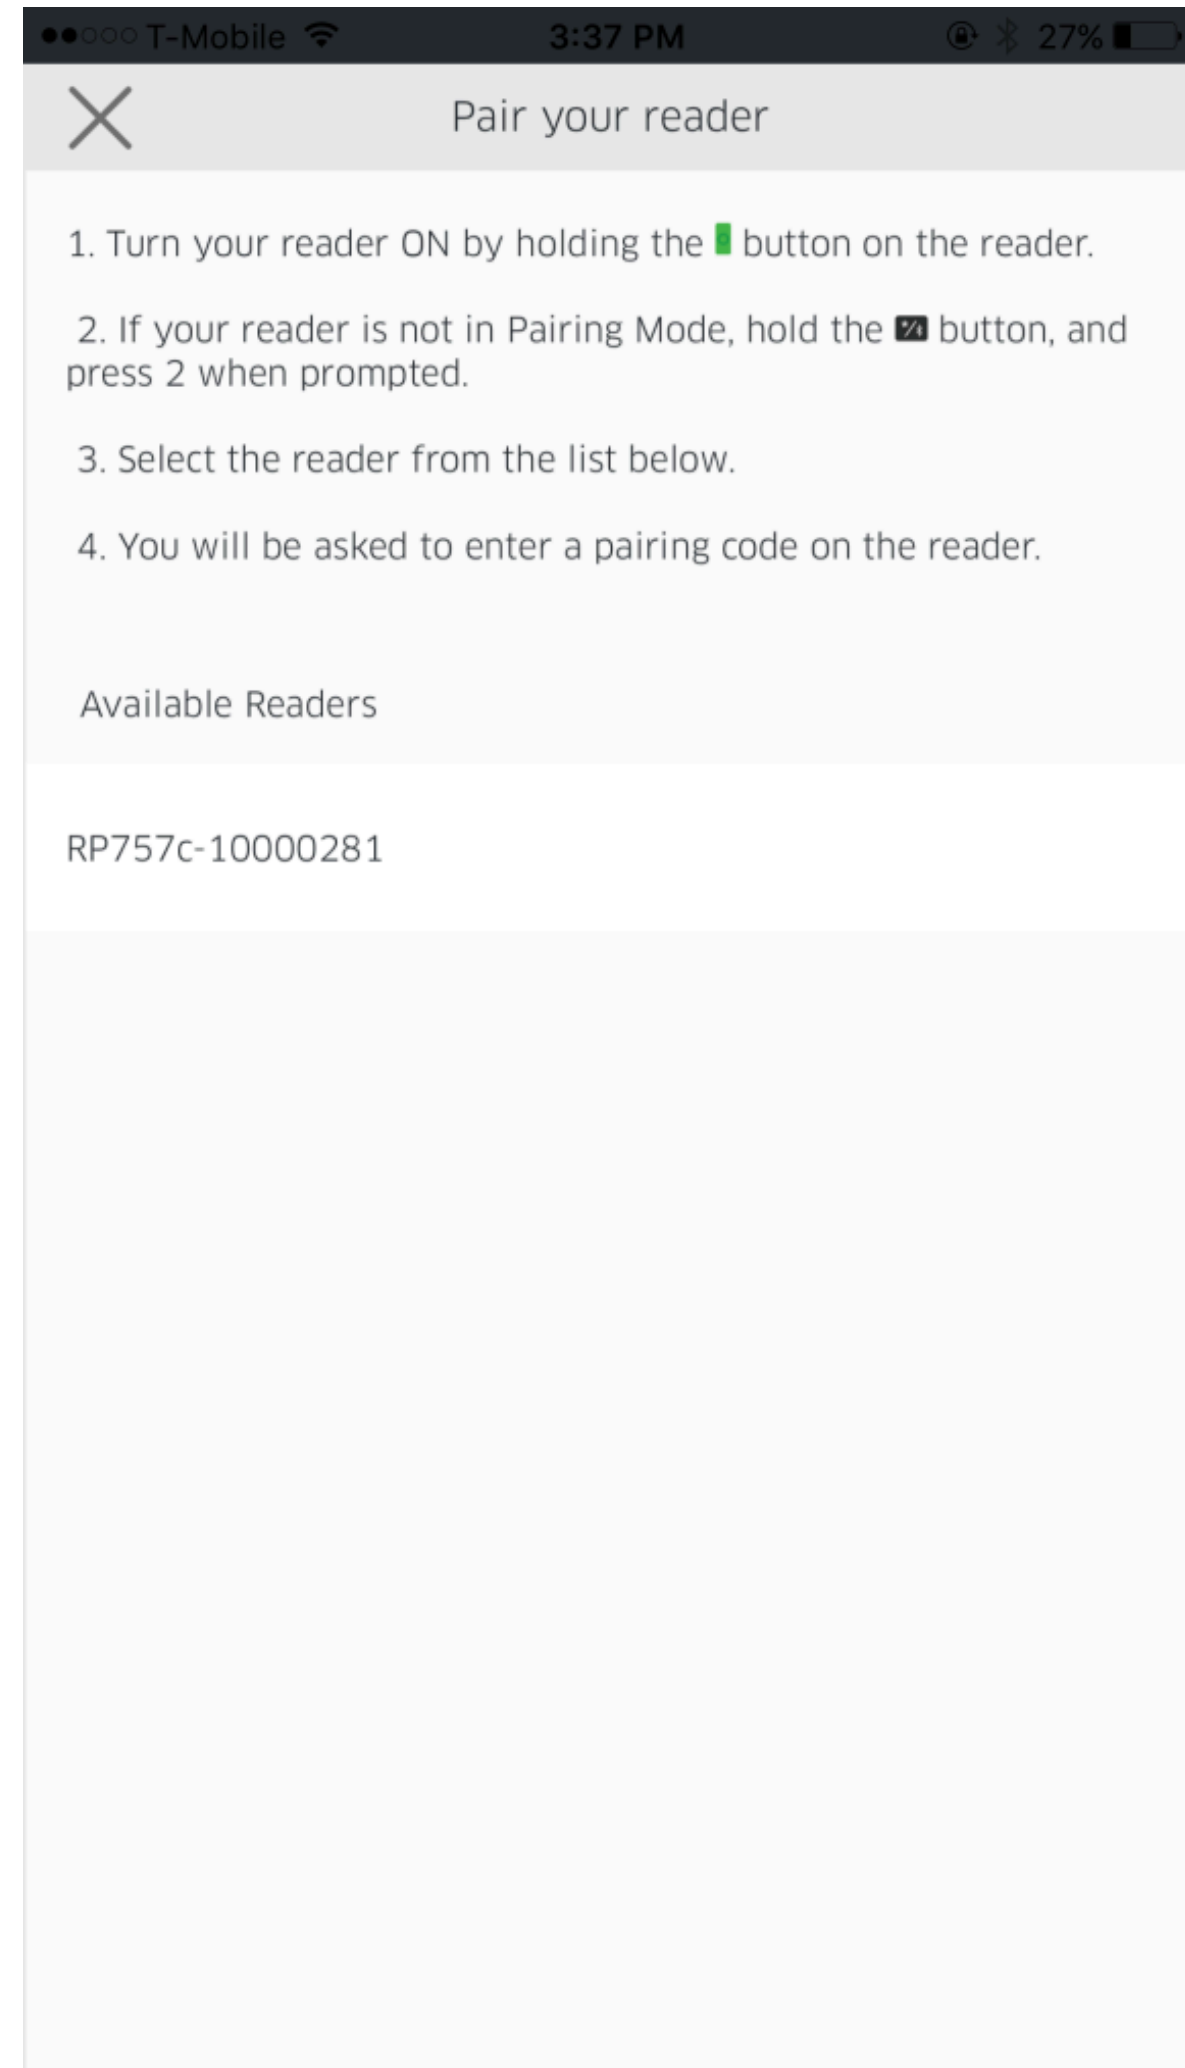 T-Mobile 3:37 PM 27%
Pair your reader
1. Turn your reader ON by holding the button on the reader.
2. If your reader is not in Pairing Mode, hold the */ button, and
press 2 when prompted.
3. Select the reader from the list below.
4. You will be asked to enter a pairing code on the reader.
Available Readers
RP757c-10000281